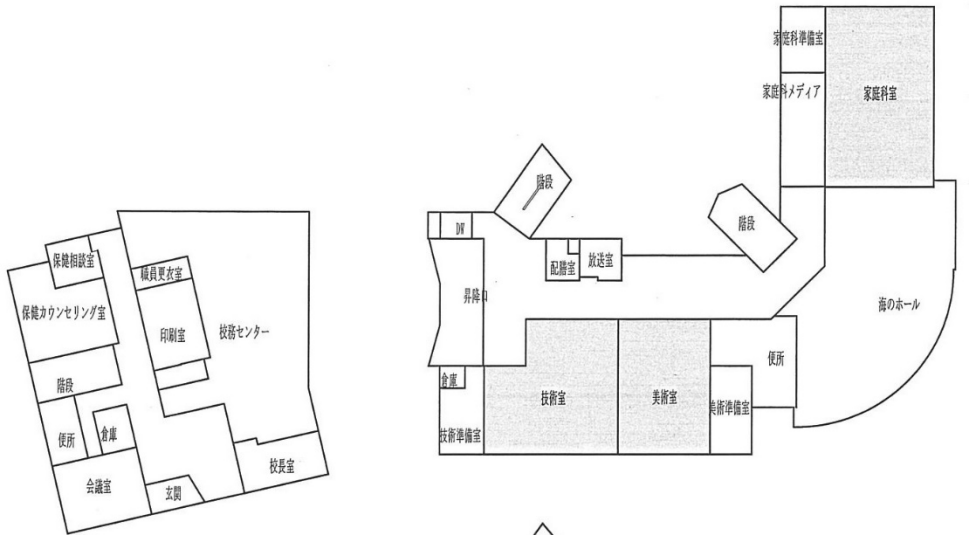 家庭科準備室
家庭科メディア
家庭科室
階段
DW
階段
配膳室
放送室
昇降口
海のホール
倉庫
技術室
美術室
便所
技術準備室
美術準備室
保健相談室
職員更衣室
保健カウンセリング室
印刷室
校務センター
階段
便所
倉庫
会議室
玄関
校長室